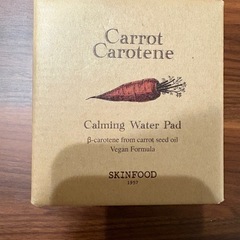 Carrot
Carotene
Calming Water Pad
β-carotene from carrot seed oil
Vegan Formula
SKINFOOD
1957